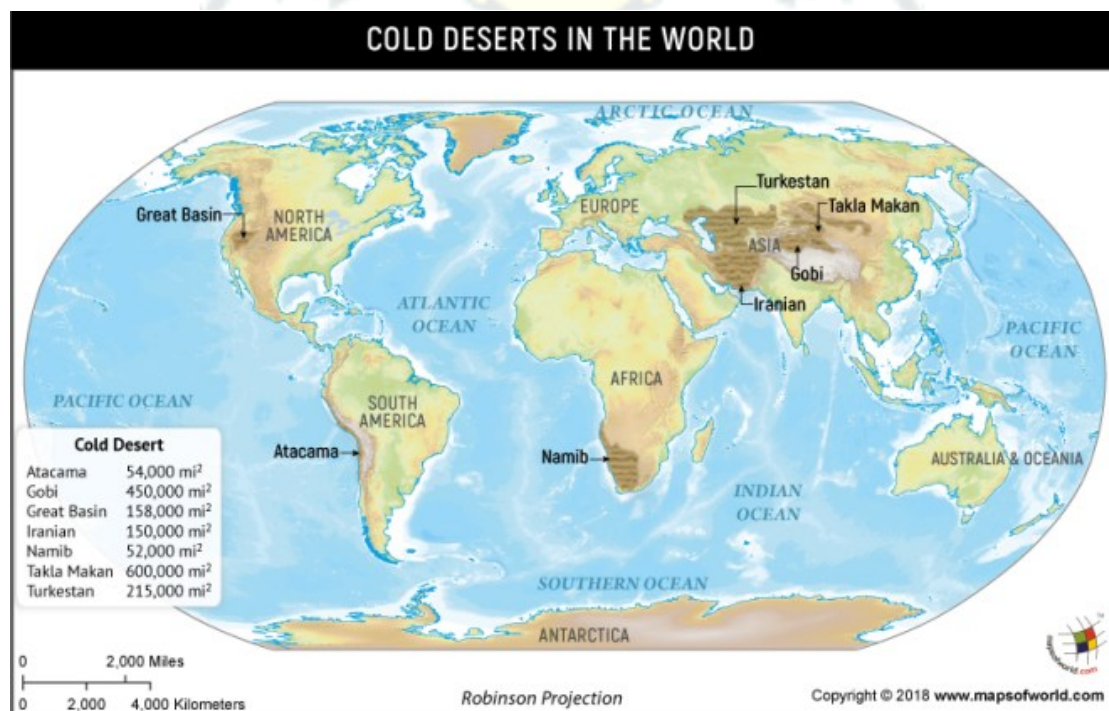 COLD DESERTS IN THE WORLD
ARCTIC OCEAN
Turkestan
Takla Makan
Great Basin
NORTH
AMERICA
EUROPE
ASIA
Gobi
Iranian
ATLANTIC
OCEAN
PACIFIC
OCEAN
AFRICA
PACIFIC OCEAN
SOUTH
AMERICA
Atacama
Namib
AUSTRALIA & OCEANIA
INDIAN
OCEAN
Cold Desert
Atacama 54,000 mi²
Gobi 450,000 mi²
Great Basin 158,000 mi²
Iranian 150,000 mi²
Namib 52,000 mi²
Takla Makan 600,000 mi²
Turkestan 215,000 mi²
SOUTHERN OCEAN
ANTARCTICA
0 2,000 Miles
0 2,000 4,000 Kilometers
Robinson Projection
mapsofworld.com
Copyright © 2018 www.mapsofworld.com